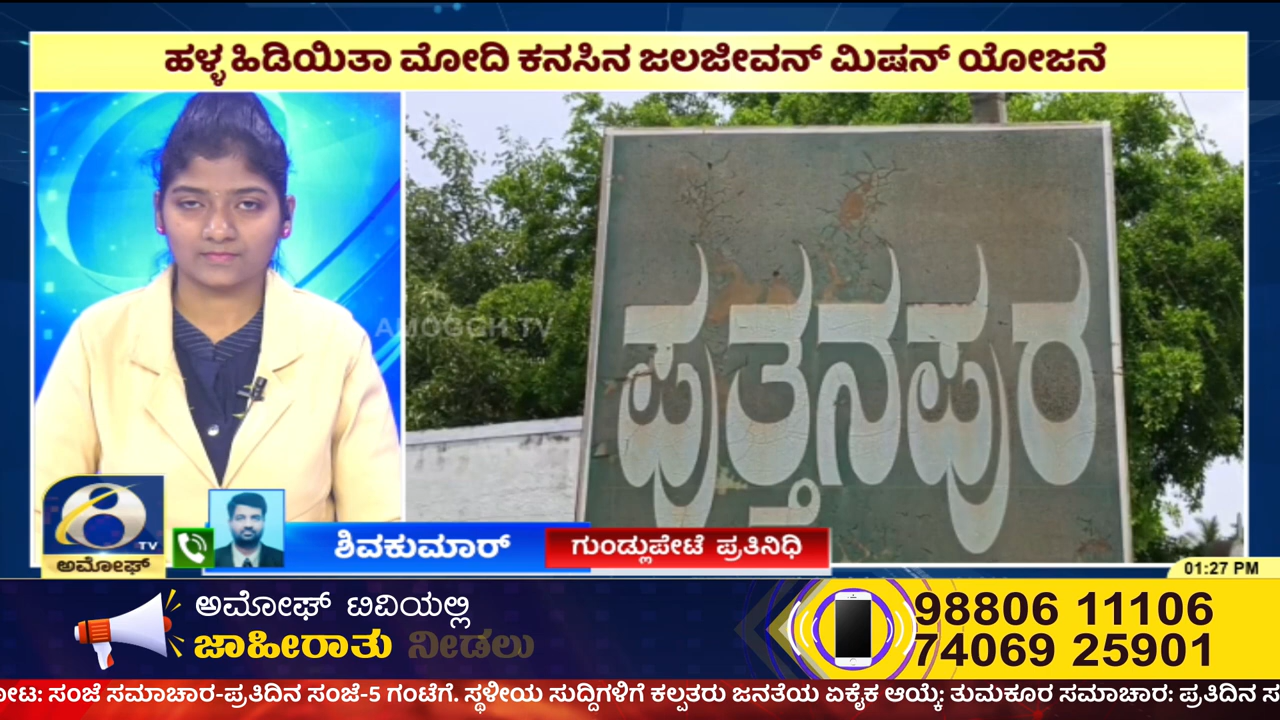 ಹಳ್ಳ ಹಿಡಿಯಿತಾ ಮೋದಿ ಕನಸಿನ ಜಲಜೀವನ್ ಮಿಷನ್ ಯೋಜನೆ
AMOGGH TV
ಪುತ್ತನಪುರ
TV
ಅಮೋಘ್
ಶಿವಕುಮಾರ್
ಗುಂಡ್ಲುಪೇಟೆ ಪ್ರತಿನಿಧಿ
01:27 PM
ಅಮೋಘ್ ಟಿವಿಯಲ್ಲಿ
ಜಾಹೀರಾತು ನೀಡಲು
98806 11106
74069 25901
ೋಟ: ಸಂಜೆ ಸಮಾಚಾರ-ಪ್ರತಿದಿನ ಸಂಜೆ-5 ಗಂಟೆಗೆ. ಸ್ಥಳೀಯ ಸುದ್ದಿಗಳಿಗೆ ಕಲ್ಪತರು ಜನತೆಯ ಏಕೈಕ ಆಯ್ಕೆ: ತುಮಕೂರ ಸಮಾಚಾರ: ಪ್ರತಿದಿನ ಸ